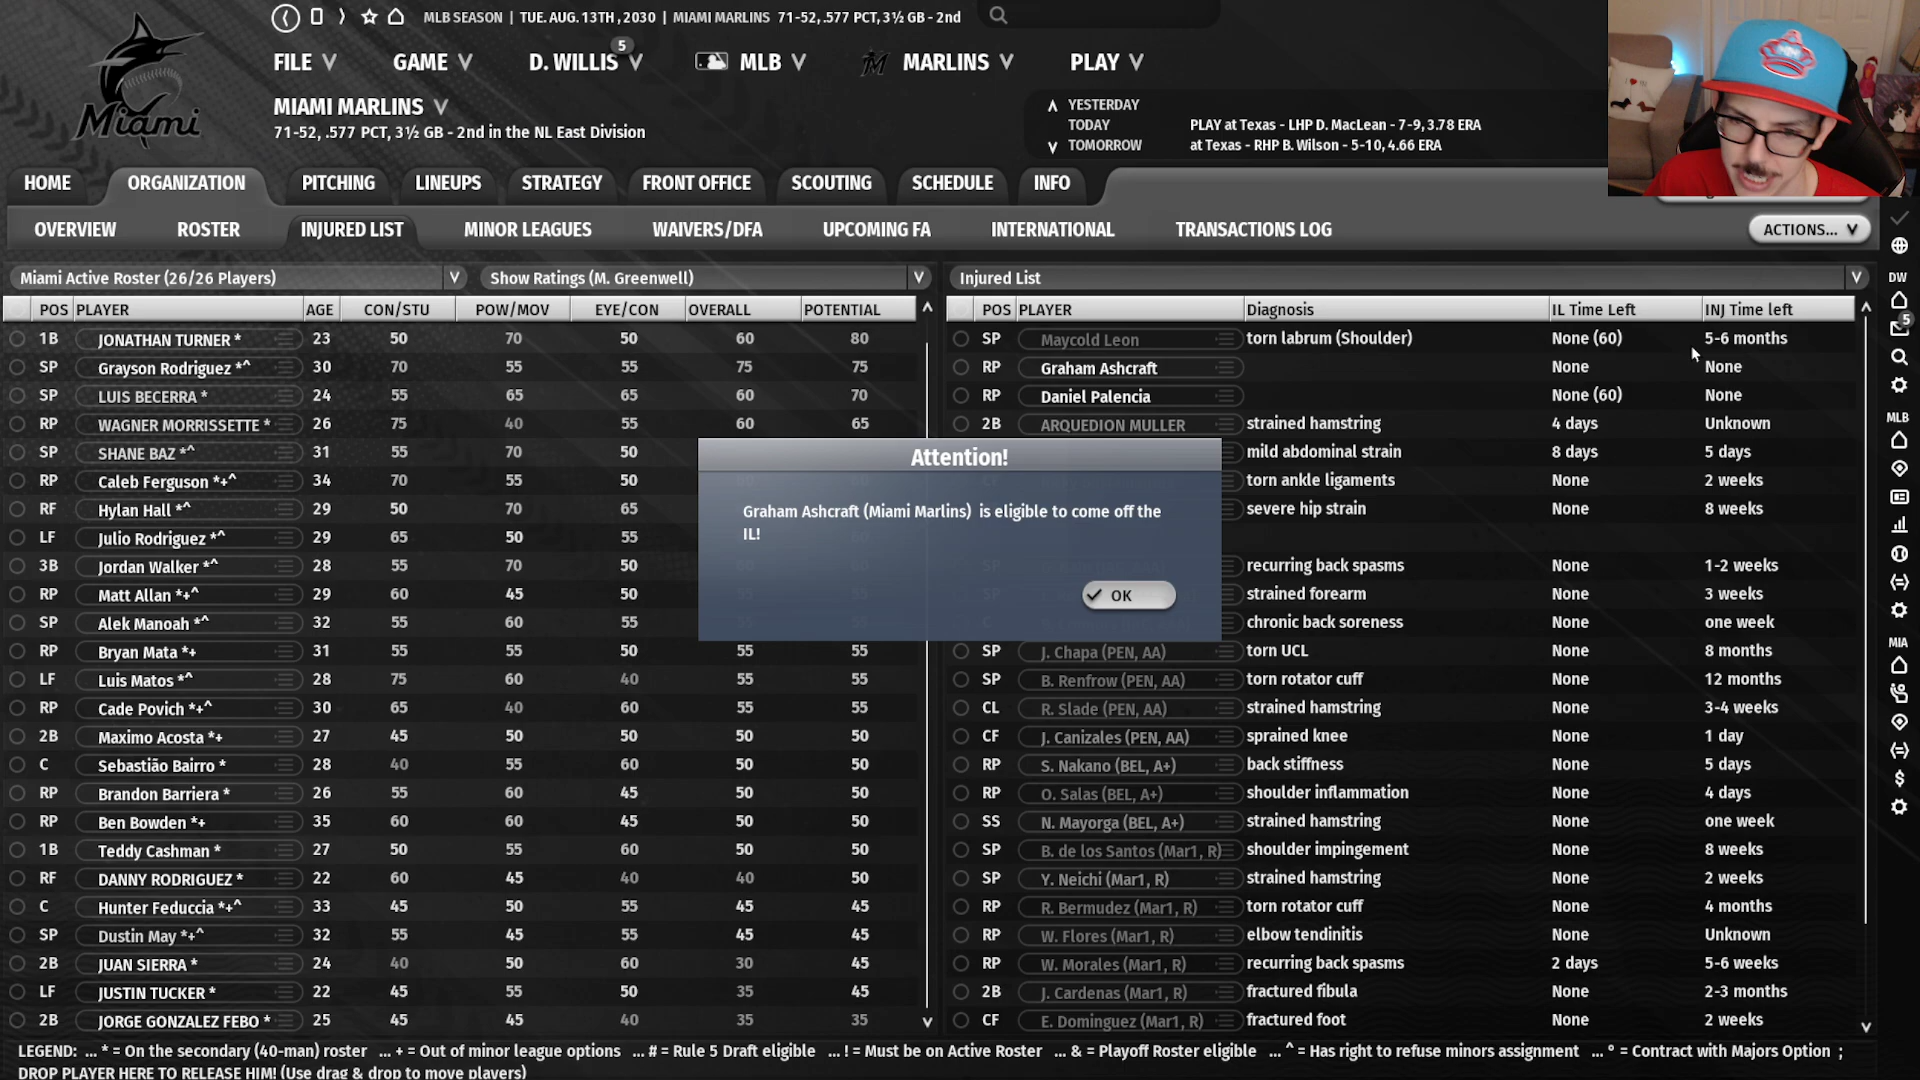 MLB SEASON | TUE. AUG. 13TH , 2030 | MIAMI MARLINS 71-52, .577 PCT, 3½ GB - 2nd
FILE GAME D. WILLIS 5 MLB MARLINS PLAY
Miami
MIAMI MARLINS
71-52, .577 PCT, 3½ GB - 2nd in the NL East Division
YESTERDAY
TODAY PLAY at Texas - LHP D. MacLean - 7-9, 3.78 ERA
TOMORROW at Texas - RHP B. Wilson - 5-10, 4.66 ERA
HOME ORGANIZATION PITCHING LINEUPS STRATEGY FRONT OFFICE SCOUTING SCHEDULE INFO
OVERVIEW ROSTER INJURED LIST MINOR LEAGUES WAIVERS/DFA UPCOMING FA INTERNATIONAL TRANSACTIONS LOG ACTIONS...
Miami Active Roster (26/26 Players) Show Ratings (M. Greenwell)
POS PLAYER AGE CON/STU POW/MOV EYE/CON OVERALL POTENTIAL
1B JONATHAN TURNER * 23 50 70 50 60 80
SP Grayson Rodriguez *^ 30 70 55 55 75 75
SP LUIS BECERRA * 24 55 65 65 60 70
RP WAGNER MORRISSETTE * 26 75 40 55 60 65
SP SHANE BAZ *^ 31 55 70 50
RP Caleb Ferguson *+^ 34 70 55 50
RF Hylan Hall *^ 29 50 70 65
LF Julio Rodriguez *^ 29 65 50 55
3B Jordan Walker *^ 28 55 70 50
RP Matt Allan *+^ 29 60 45 50
SP Alek Manoah *^ 32 55 60 55
RP Bryan Mata *+ 31 55 55 50 55 55
LF Luis Matos *^ 28 75 60 40 55 55
RP Cade Povich *+^ 30 65 40 60 55 55
2B Maximo Acosta *+ 27 45 50 50 50 50
C Sebastião Bairro * 28 40 55 60 50 50
RP Brandon Barriera * 26 55 60 45 50 50
RP Ben Bowden *+ 35 60 60 45 50 50
1B Teddy Cashman * 27 50 55 60 50 50
RF DANNY RODRIGUEZ * 22 60 45 40 40 50
C Hunter Feduccia *+^ 33 45 50 55 45 45
SP Dustin May *+^ 32 55 45 55 45 45
2B JUAN SIERRA * 24 40 50 60 30 45
LF JUSTIN TUCKER * 22 45 55 50 35 45
2B JORGE GONZALEZ FEBO * 25 45 45 40 35 35
Injured List
POS PLAYER Diagnosis IL Time Left INJ Time left
SP Maycold Leon torn labrum (Shoulder) None (60) 5-6 months
RP Graham Ashcraft None None
RP Daniel Palencia None (60) None
2B ARQUEDION MULLER strained hamstring 4 days Unknown
mild abdominal strain 8 days 5 days
torn ankle ligaments None 2 weeks
severe hip strain None 8 weeks
recurring back spasms None 1-2 weeks
strained forearm None 3 weeks
chronic back soreness None one week
SP J. Chapa (PEN, AA) torn UCL None 8 months
SP B. Renfrow (PEN, AA) torn rotator cuff None 12 months
CL R. Slade (PEN, AA) strained hamstring None 3-4 weeks
CF J. Canizales (PEN, AA) sprained knee None 1 day
RP S. Nakano (BEL, A+) back stiffness None 5 days
RP O. Salas (BEL, A+) shoulder inflammation None 4 days
SS N. Mayorga (BEL, A+) strained hamstring None one week
SP B. de los Santos (Mar1, R) shoulder impingement None 8 weeks
SP Y. Neichi (Mar1, R) strained hamstring None 2 weeks
RP R. Bermudez (Mar1, R) torn rotator cuff None 4 months
RP W. Flores (Mar1, R) elbow tendinitis None Unknown
RP W. Morales (Mar1, R) recurring back spasms 2 days 5-6 weeks
2B J. Cardenas (Mar1, R) fractured fibula None 2-3 months
CF E. Dominguez (Mar1, R) fractured foot None 2 weeks
Attention!
Graham Ashcraft (Miami Marlins) is eligible to come off the
IL!
OK
DW
5
MLB
MIA
$
LEGEND: ... * = On the secondary (40-man) roster ... + = Out of minor league options ... # = Rule 5 Draft eligible ... ! = Must be on Active Roster ... & = Playoff Roster eligible ... ^ = Has right to refuse minors assignment ... ° = Contract with Majors Option ;
DROP PLAYER HERE TO RELEASE HIM! (Use drag & drop to move players)